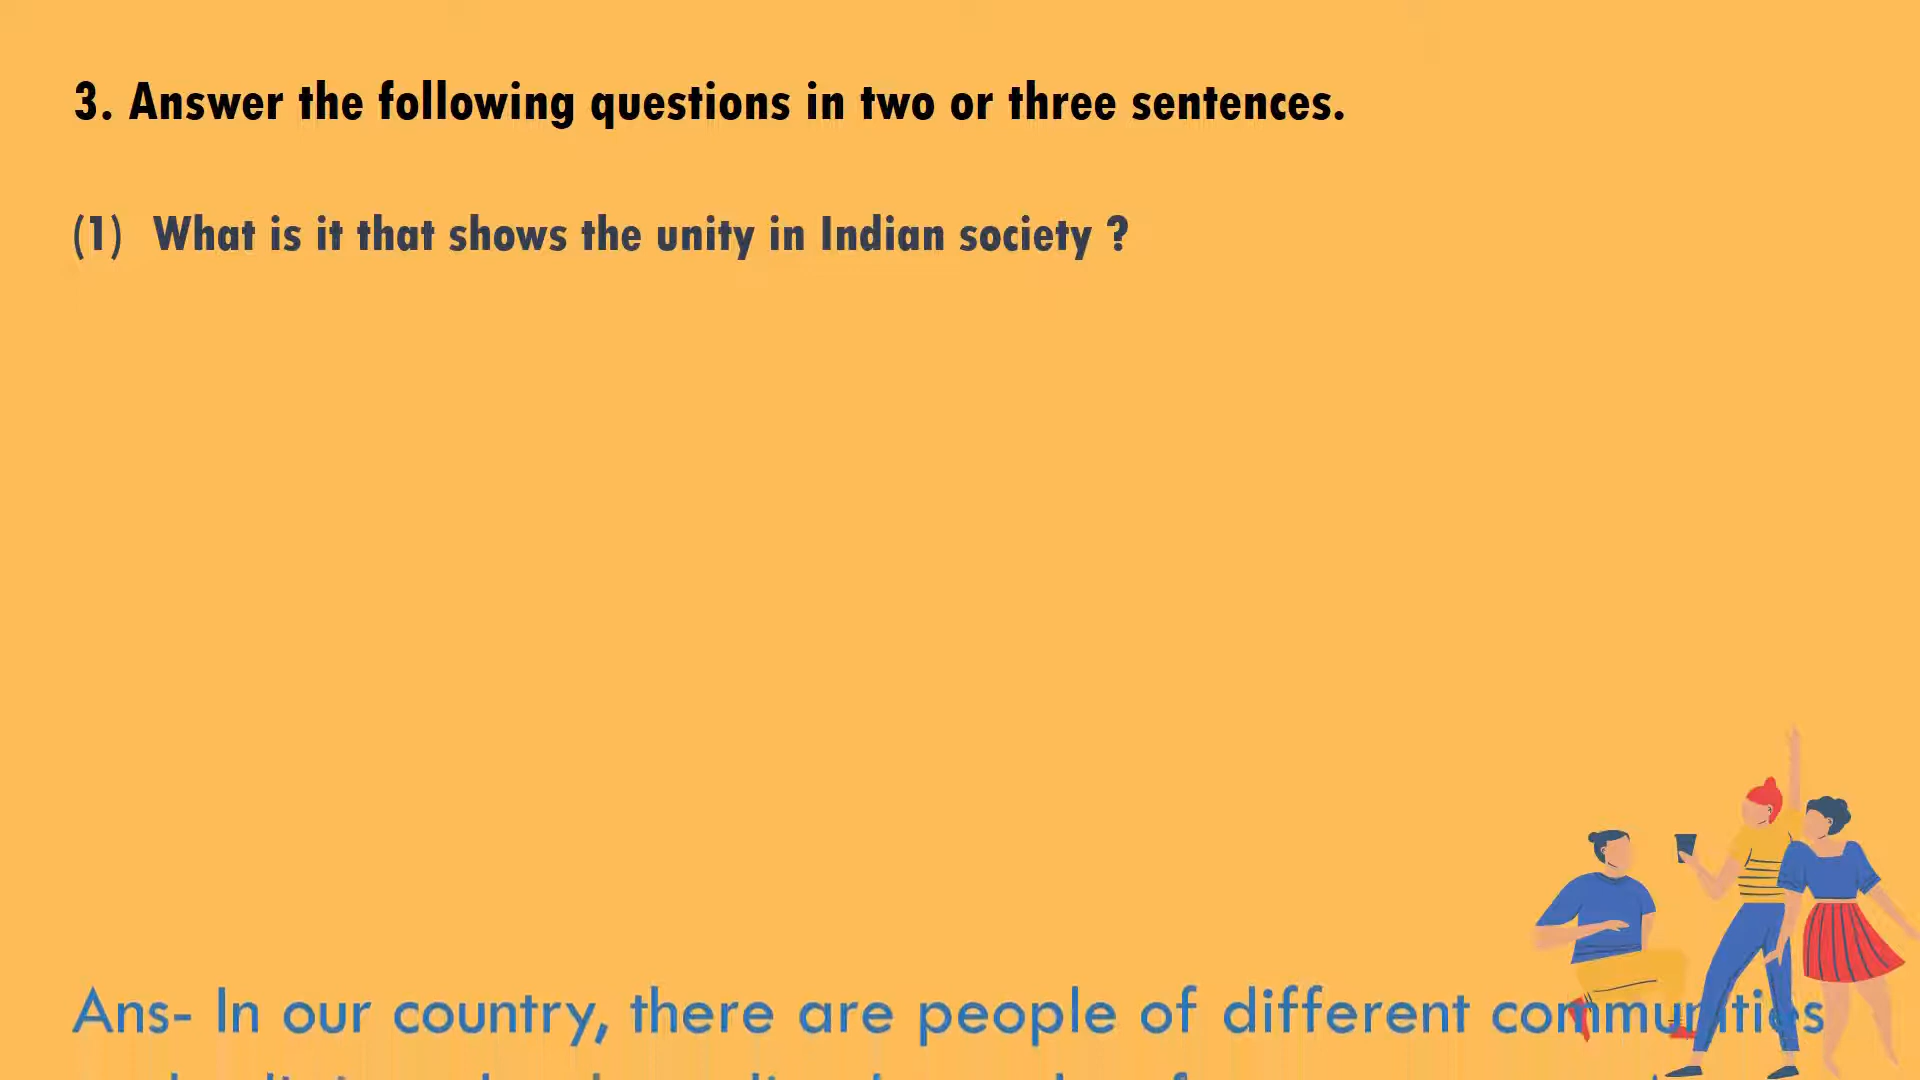 3. Answer the following questions in two or three sentences.
(1) What is it that shows the unity in Indian society ?
Ans- In our country, there are people of different communities